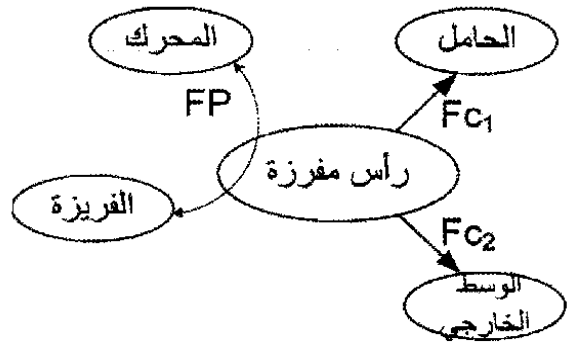 المحرك
الحامل
FP
Fc1
رأس مفرزة
الفريزة
Fc2
الوسط
الخارجي